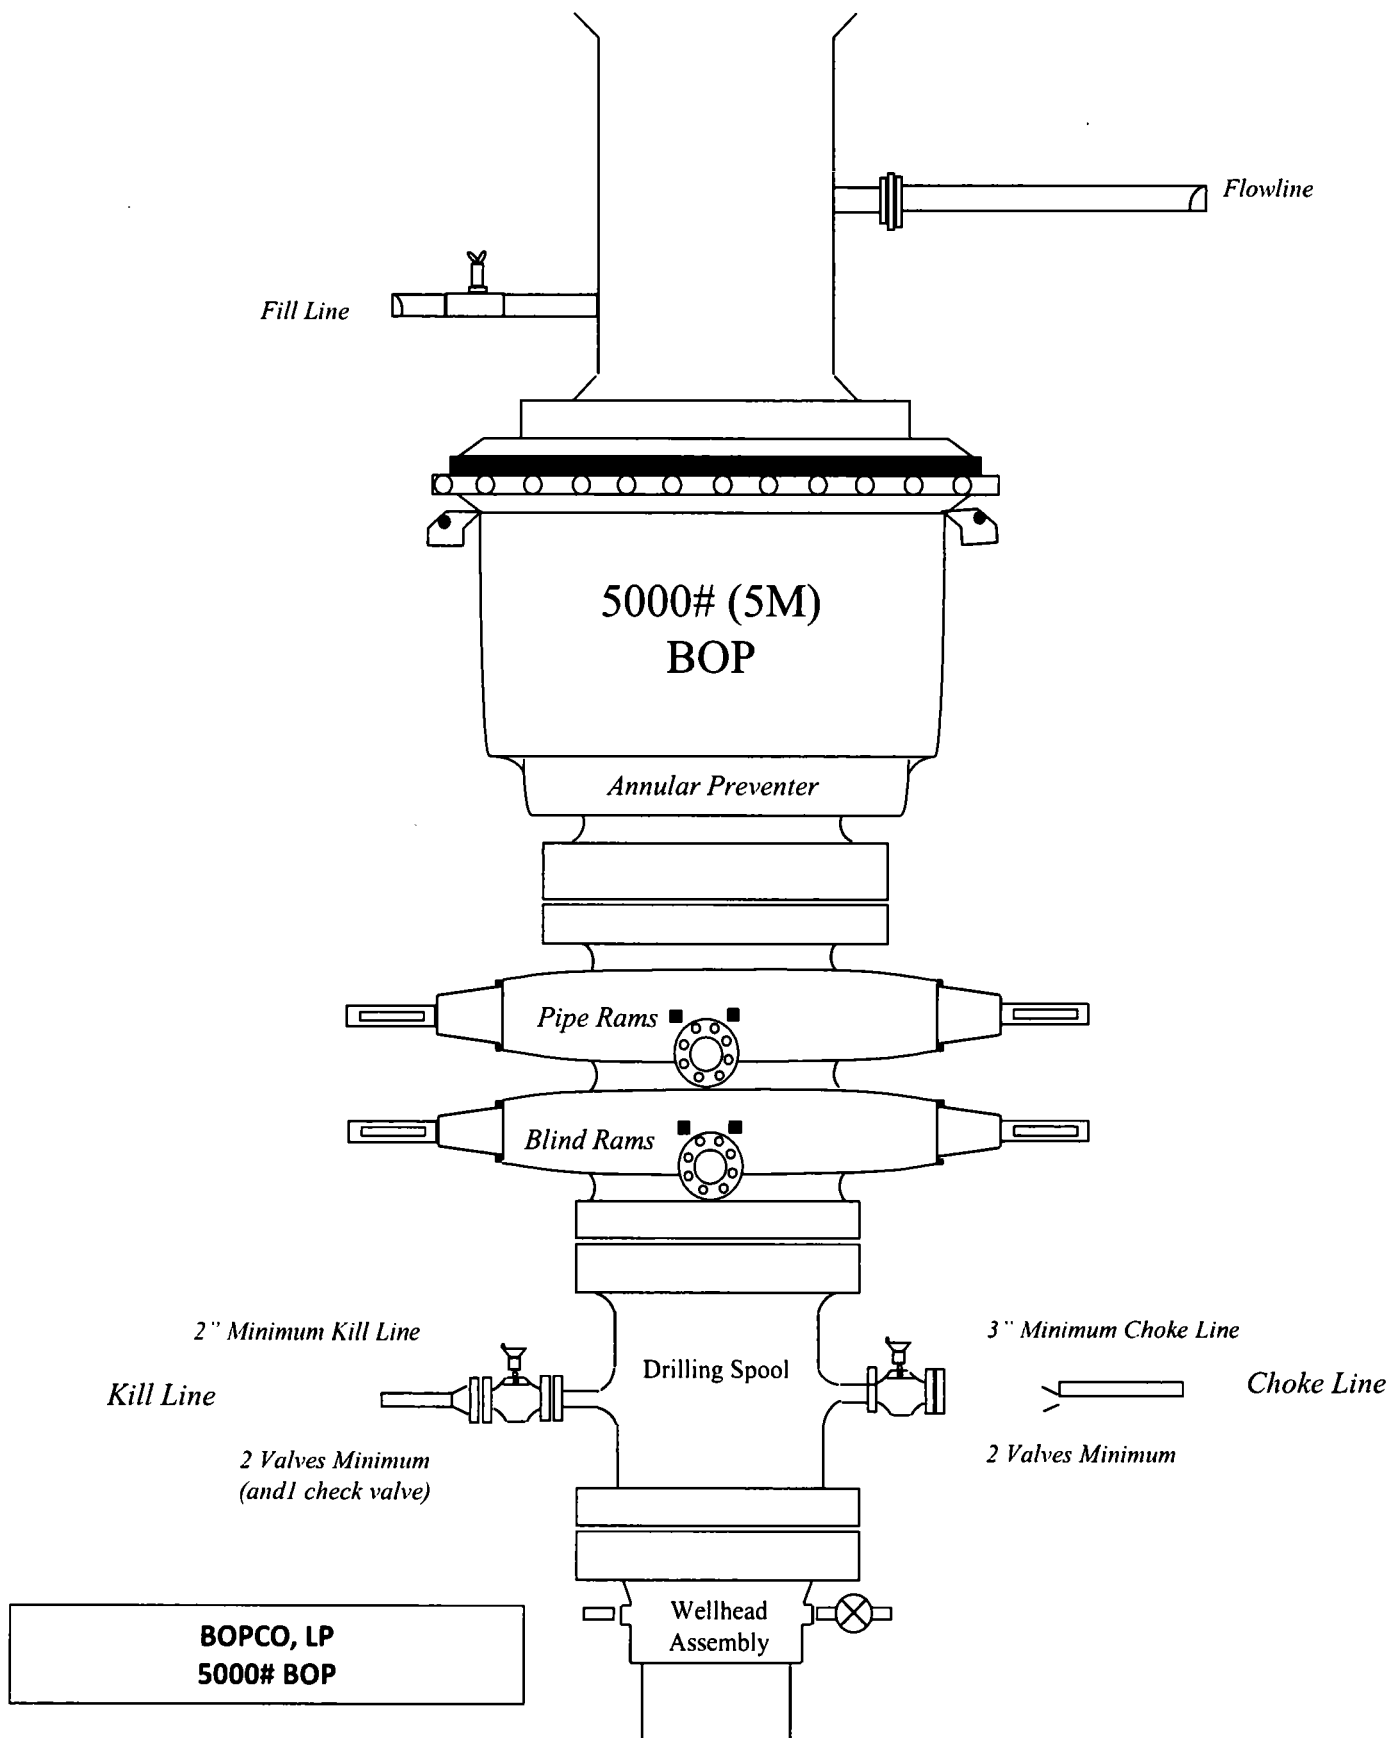 Flowline
Fill Line
5000# (5M)
BOP
Annular Preventer
Pipe Rams
Blind Rams
2" Minimum Kill Line
3" Minimum Choke Line
Drilling Spool
Kill Line
Choke Line
2 Valves Minimum
(and1 check valve)
2 Valves Minimum
Wellhead
Assembly
BOPCO, LP
5000# BOP